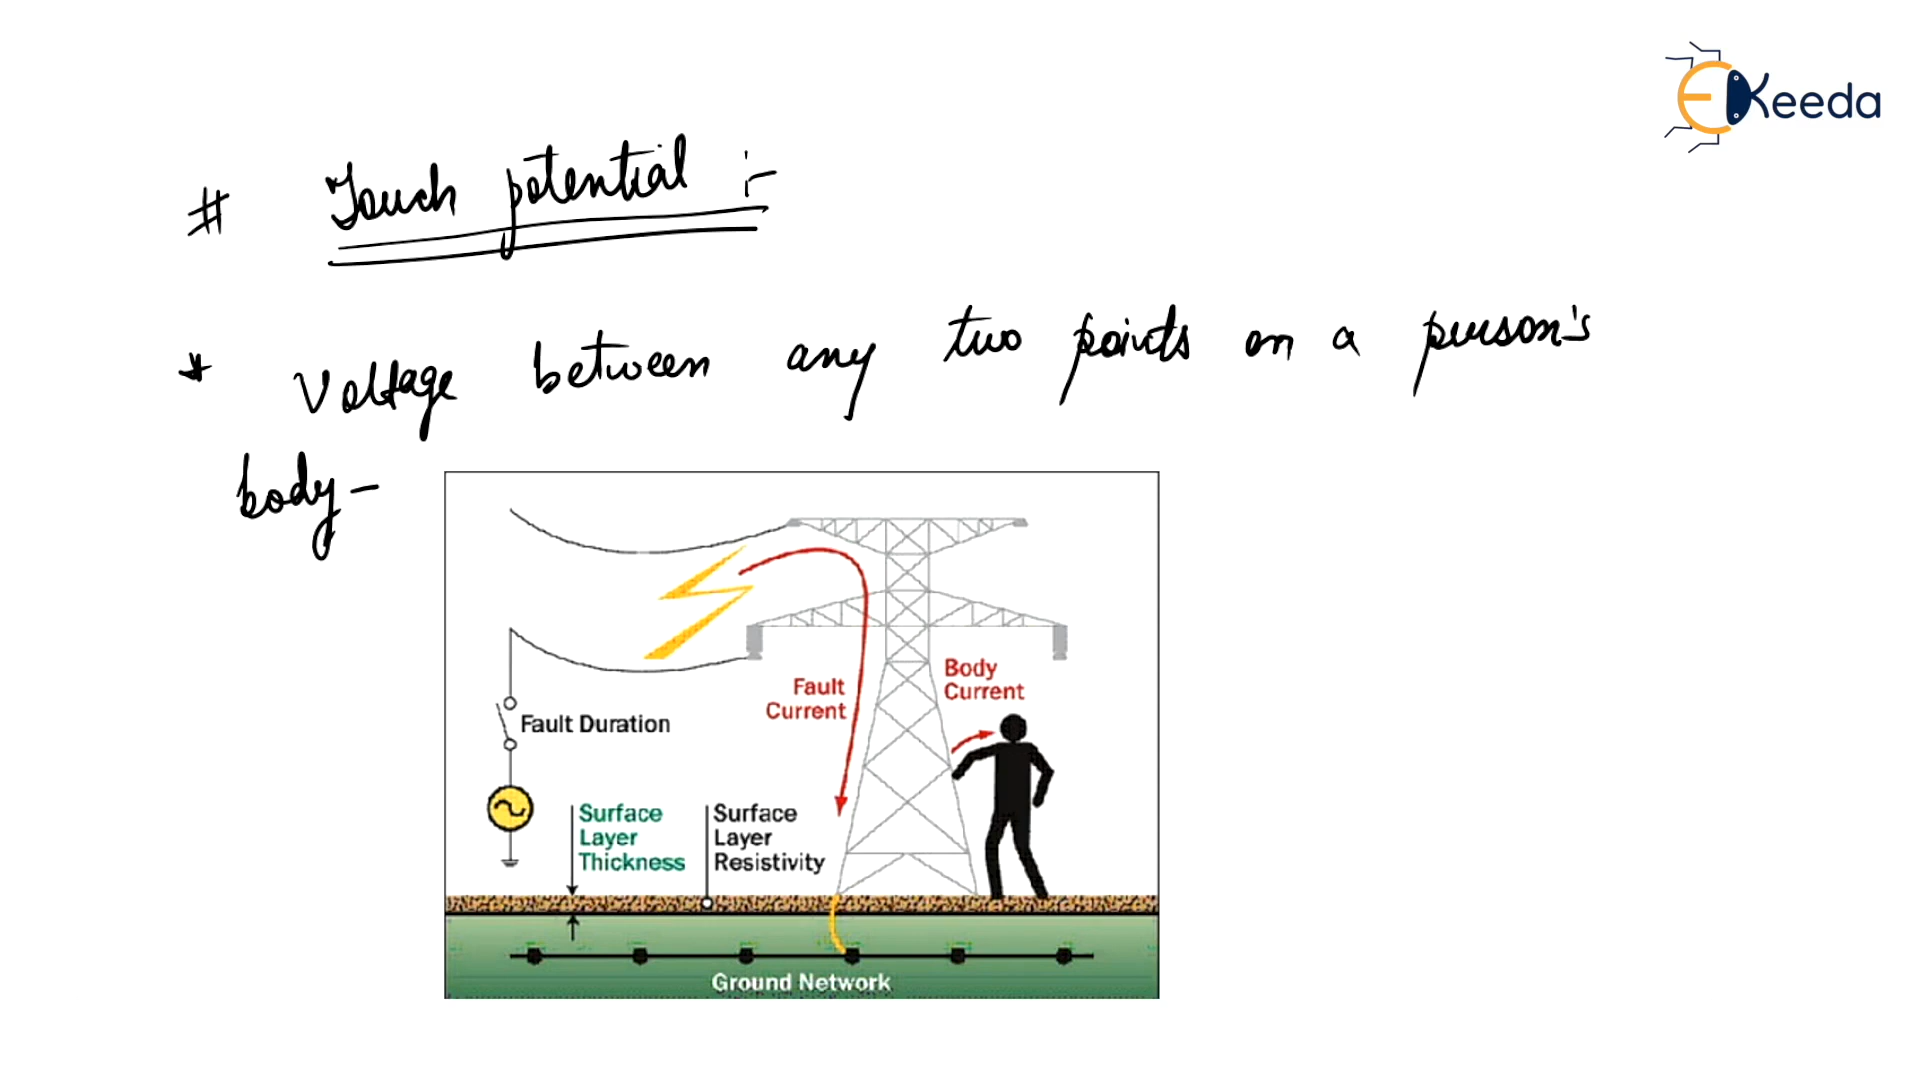 EKeeda
# Touch potential :-
* Voltage between any two points on a person's
body-
Fault
Current
Body
Current
Fault Duration
Surface
Layer
Thickness
Surface
Layer
Resistivity
Ground Network